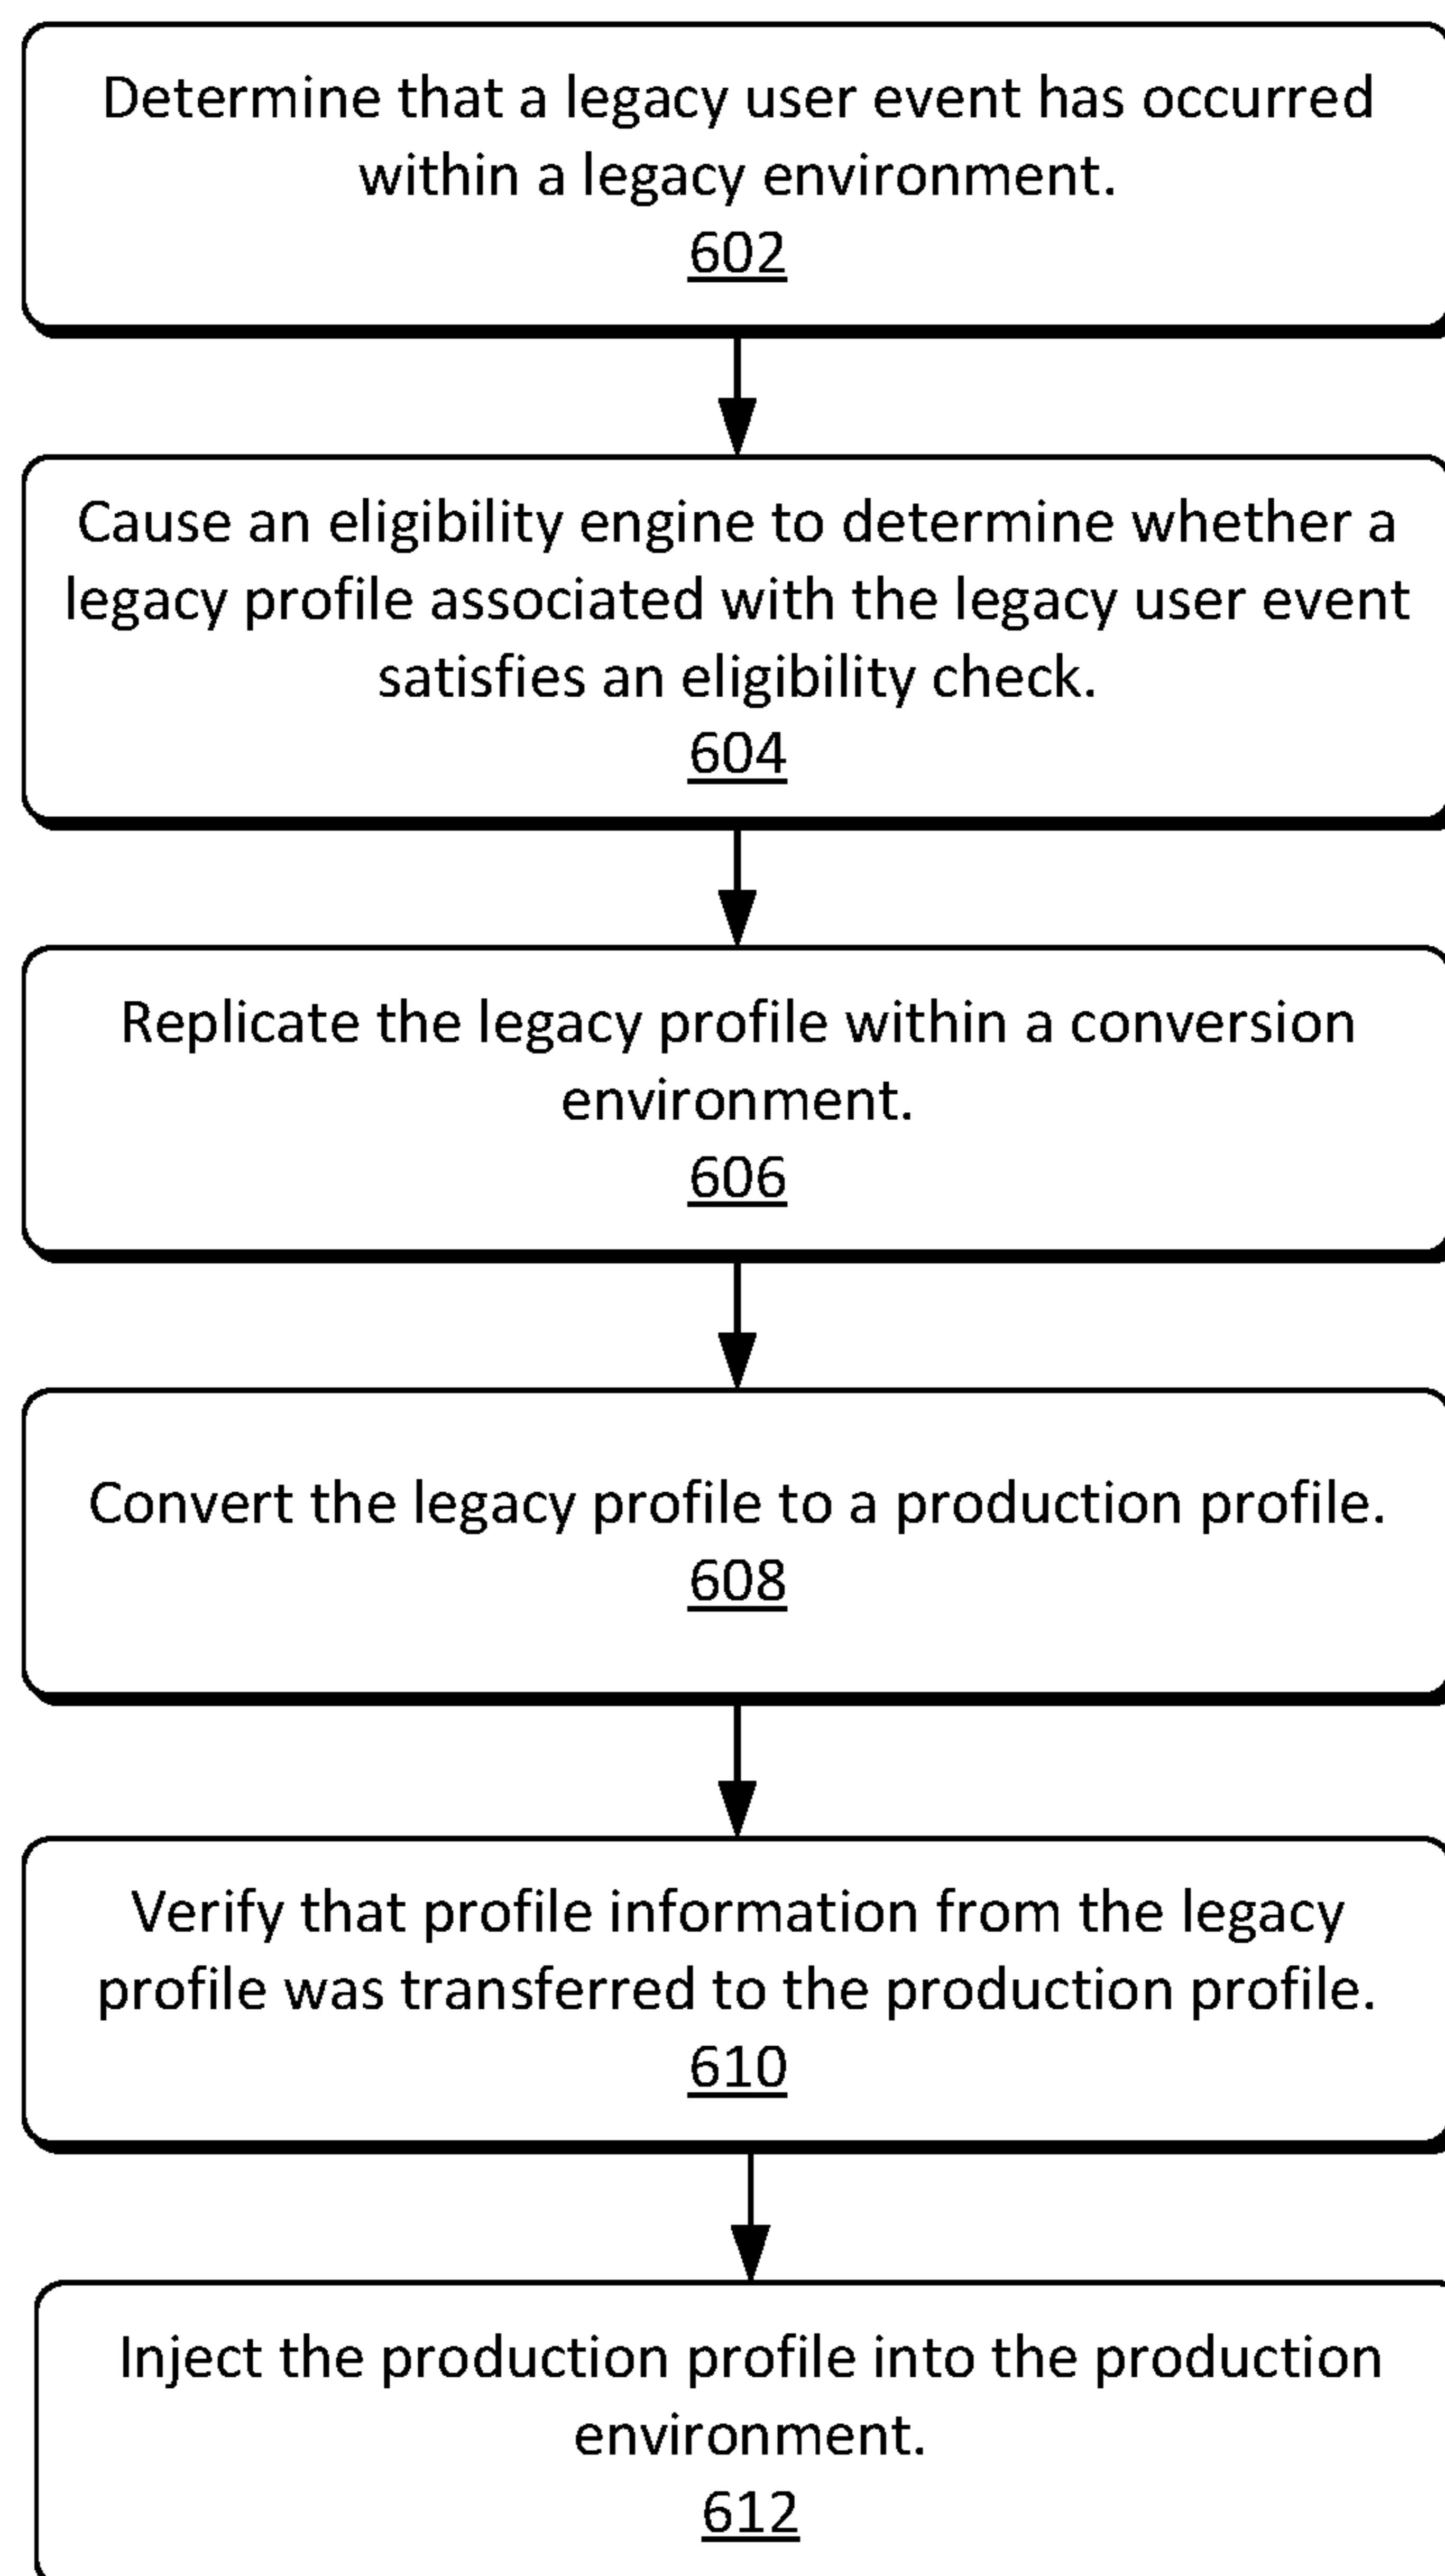 Determine that a legacy user event has occurred
within a legacy environment.
602
Cause an eligibility engine to determine whether a
legacy profile associated with the legacy user event
satisfies an eligibility check.
604
Replicate the legacy profile within a conversion
environment.
606
Convert the legacy profile to a production profile.
608
Verify that profile information from the legacy
profile was transferred to the production profile.
610
Inject the production profile into the production
environment.
612